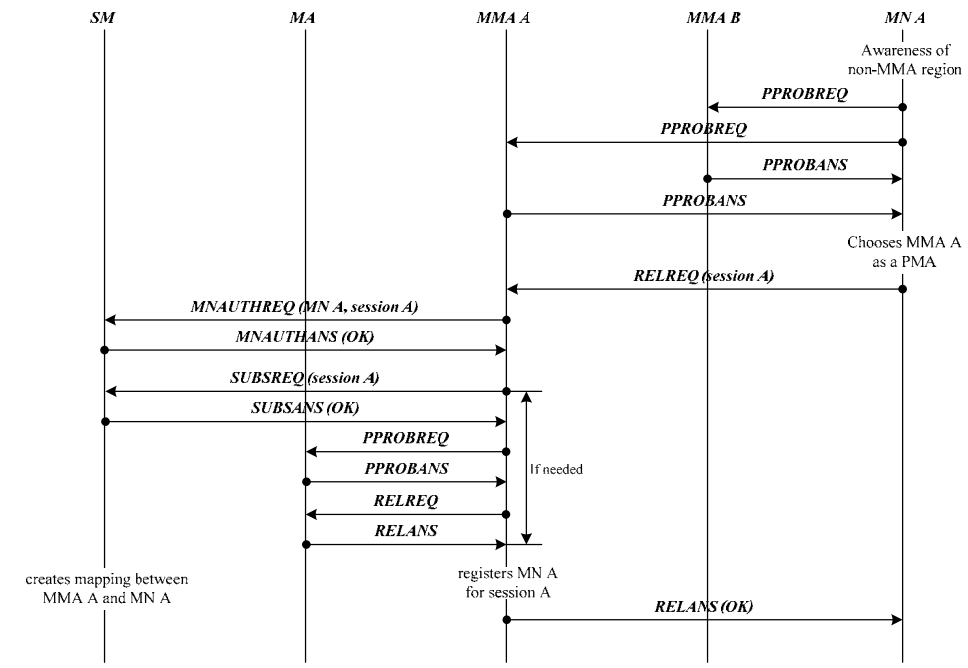 SM MA MMA A MMA B MN A
Awareness of
non-MMA region
PPROBREQ
PPROBREQ
PPROBANS
PPROBANS
Chooses MMA A
as a PMA
RELREQ (session A)
MNAUTHREQ (MN A, session A)
MNAUTHANS (OK)
SUBSREQ (session A)
SUBSANS (OK)
PPROBREQ
If needed
PPROBANS
RELREQ
RELANS
creates mapping between
MMA A and MN A
registers MN A
for session A
RELANS (OK)